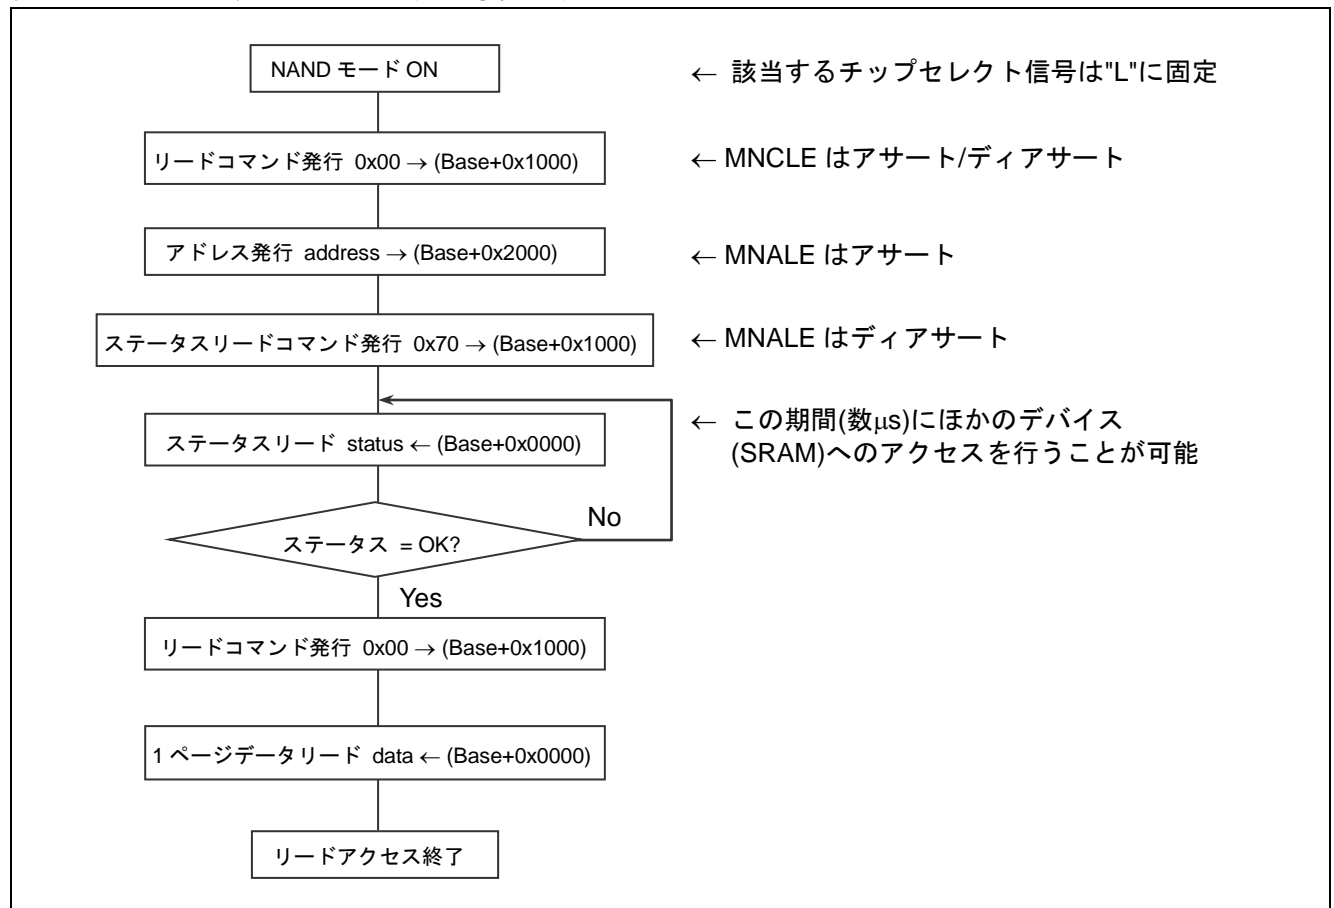 NAND モード ON
← 該当するチップセレクト信号は"L"に固定
リードコマンド発行 0x00 → (Base+0x1000)
← MNCLE はアサート/ディアサート
アドレス発行 address → (Base+0x2000)
← MNALE はアサート
ステータスリードコマンド発行 0x70 → (Base+0x1000)
← MNALE はディアサート
ステータスリード status ← (Base+0x0000)
← この期間(数μs)にほかのデバイス
(SRAM)へのアクセスを行うことが可能
ステータス = OK?
No
Yes
リードコマンド発行 0x00 → (Base+0x1000)
1 ページデータリード data ← (Base+0x0000)
リードアクセス終了